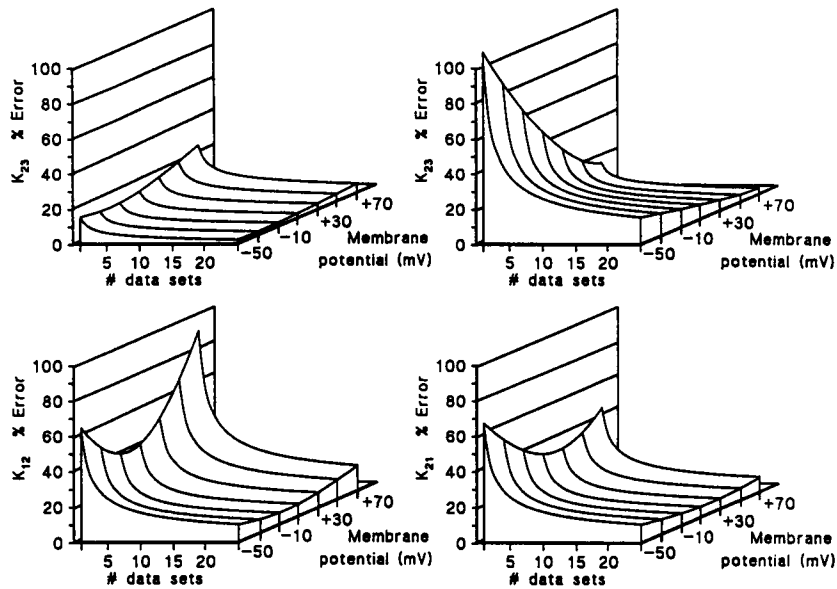 100
80
60
40
20
0
K23 % Error
5 10 15 20
# data sets
-50
-10
+30
+70
Membrane
potential (mV)
100
80
60
40
20
0
K23 % Error
5 10 15 20
# data sets
-50
-10
+30
+70
Membrane
potential (mV)
100
80
60
40
20
0
K12 % Error
5 10 15 20
# data sets
-50
-10
+30
+70
Membrane
potential (mV)
100
80
60
40
20
0
K21 % Error
5 10 15 20
# data sets
-50
-10
+30
+70
Membrane
potential (mV)